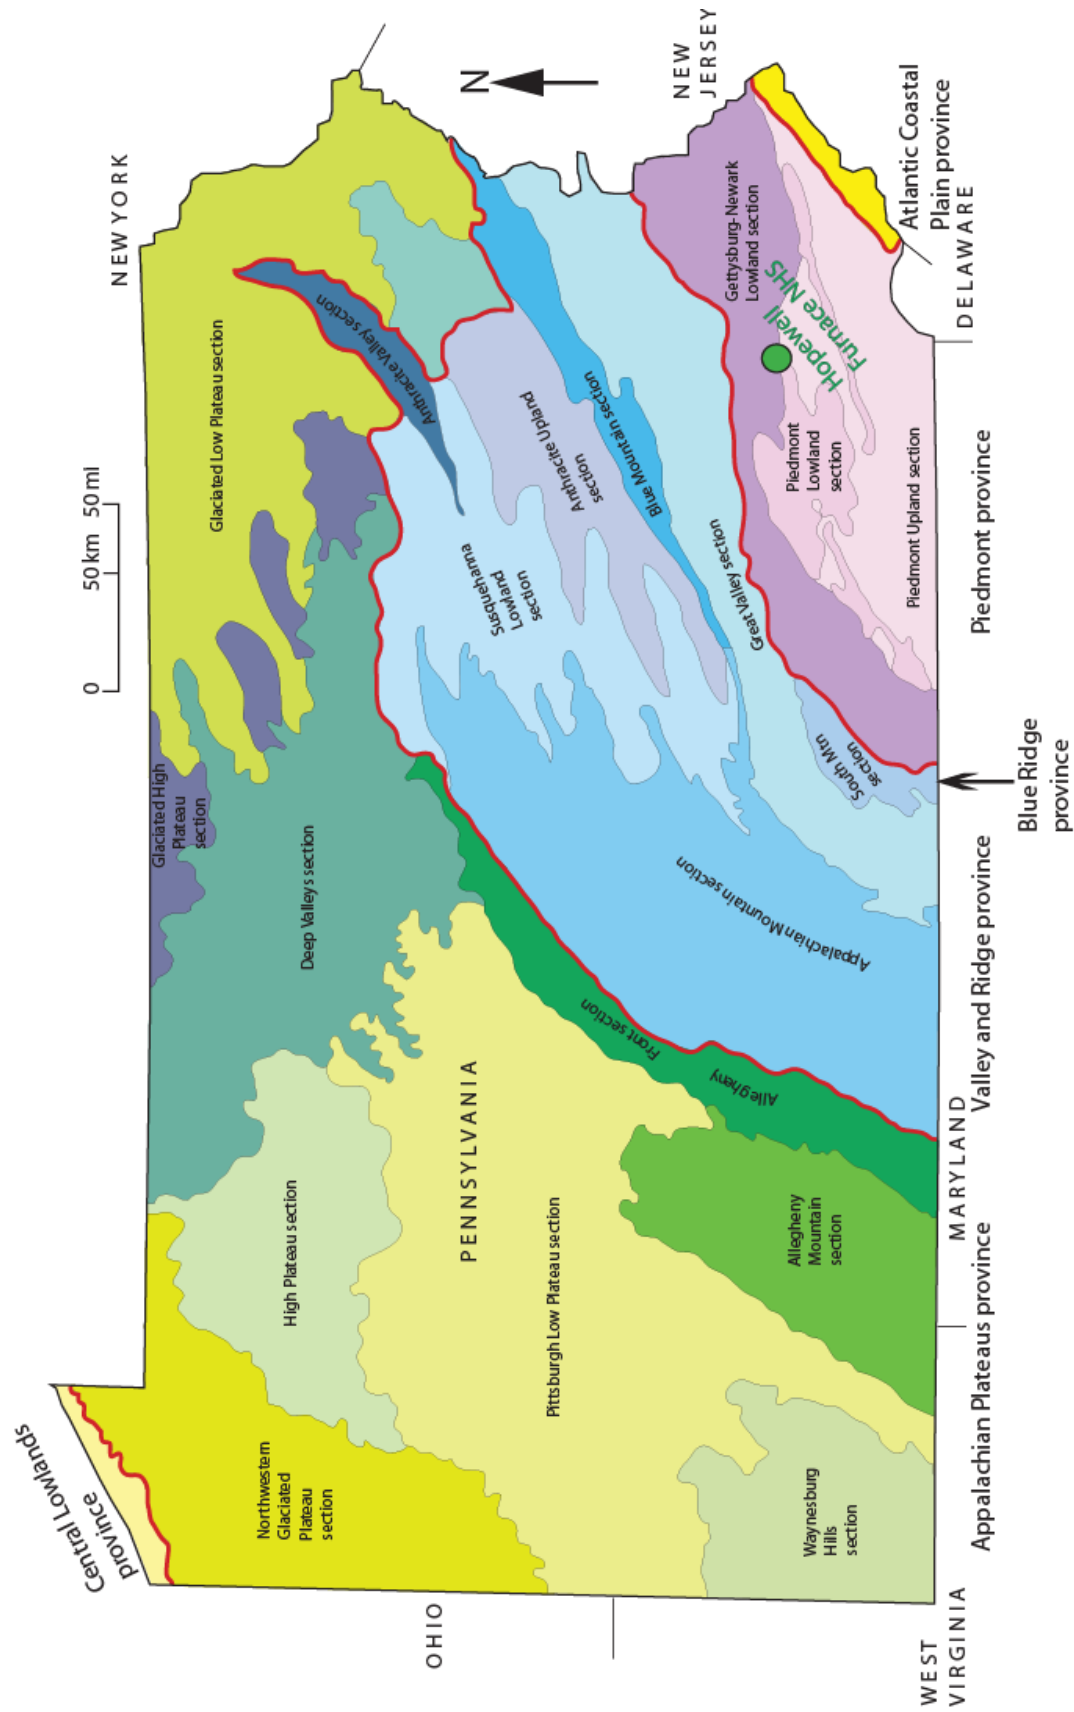 NEW YORK
0
50 km
50 mi
N
NEW
JERSEY
Central Lowlands
province
Northwestern
Glaciated
Plateau
section
High Plateau section
Glaciated High
Plateau
section
Deep Valleys section
Glaciated Low Plateau section
Anthracite Valley section
OHIO
PENNSYLVANIA
Pittsburgh Low Plateau section
Susquehanna
Lowland
section
Anthracite Upland
section
Blue Mountain section
Great Valley section
Appalachian Mountain section
Allegheny
Front section
Allegheny
Mountain
section
Waynesburg
Hills
section
South Mtn
section
Gettysburg-Newark
Lowland section
Hopewell
Furnace NHS
Piedmont
Lowland
section
Piedmont Upland section
Atlantic Coastal
Plain province
WEST
VIRGINIA
MARYLAND
DELAWARE
Appalachian Plateaus province
Valley and Ridge province
Piedmont province
Blue Ridge
province